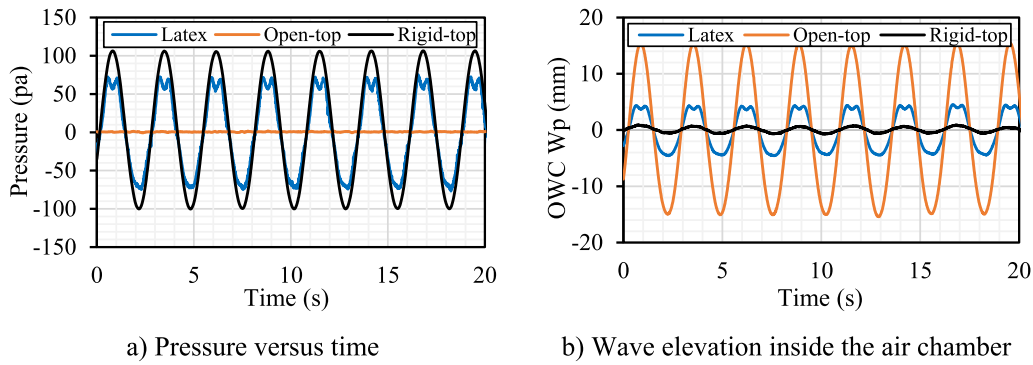 150
100
50
0
-50
-100
-150
Pressure (pa)
Latex Open-top Rigid-top
0 5 10 15 20
Time (s)
a) Pressure versus time
20
10
0
-10
-20
OWC Wp (mm)
Latex Open-top Rigid-top
0 5 10 15 20
Time (s)
b) Wave elevation inside the air chamber